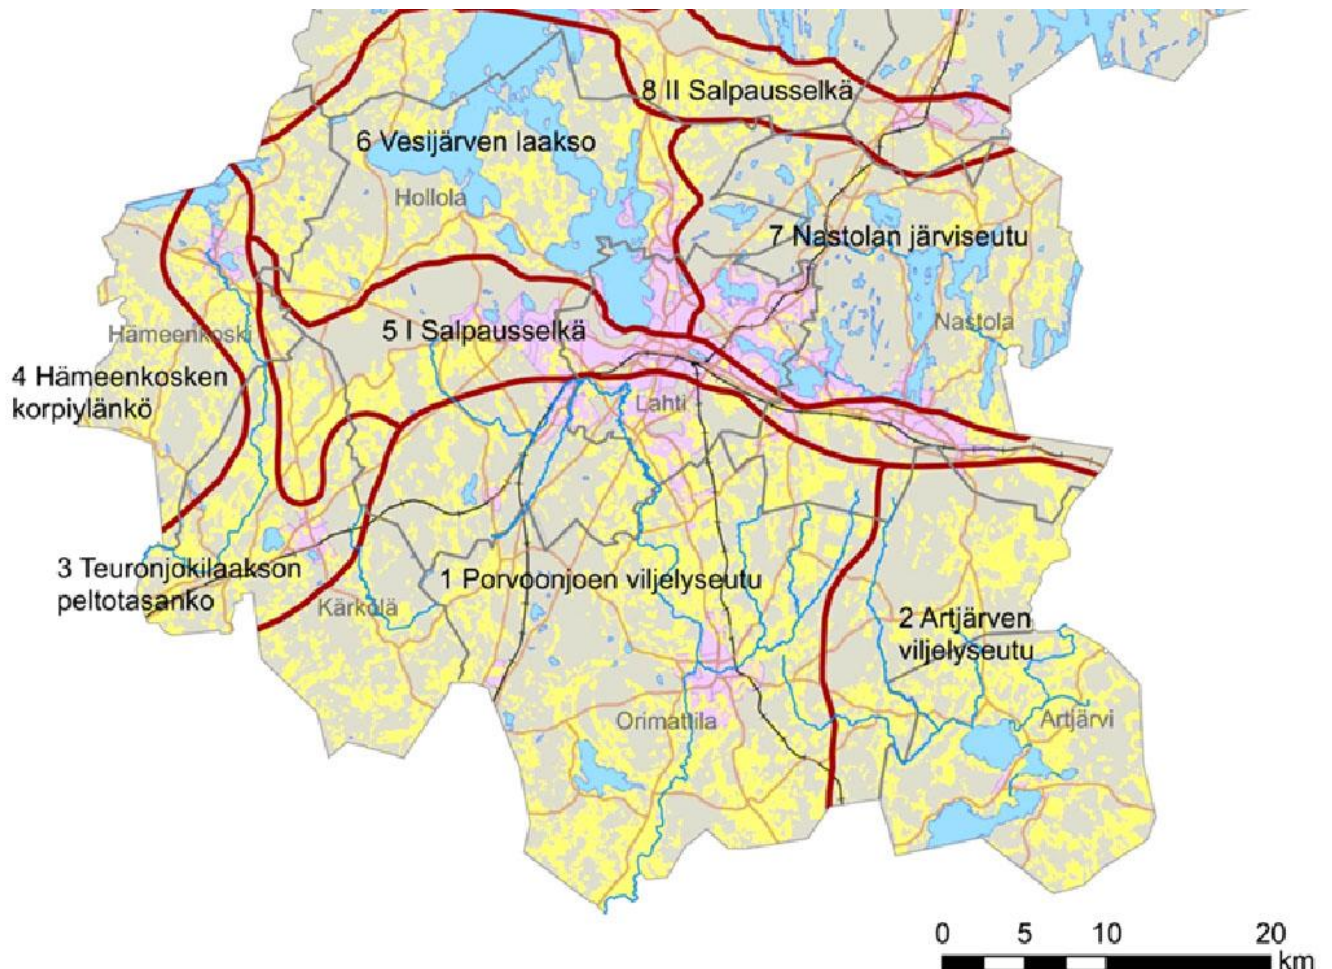 8 II Salpausselkä
6 Vesijärven laakso
Hollola
7 Nastolan järviseutu
Hämeenkoski
5 I Salpausselkä
Nastola
4 Hämeenkosken
korpiylänkö
Lahti
3 Teuronjokilaakson
peltotasanko
1 Porvoonjoen viljelyseutu
Kärkölä
2 Artjärven
viljelyseutu
Orimattila
Artjärvi
0 5 10 20
km